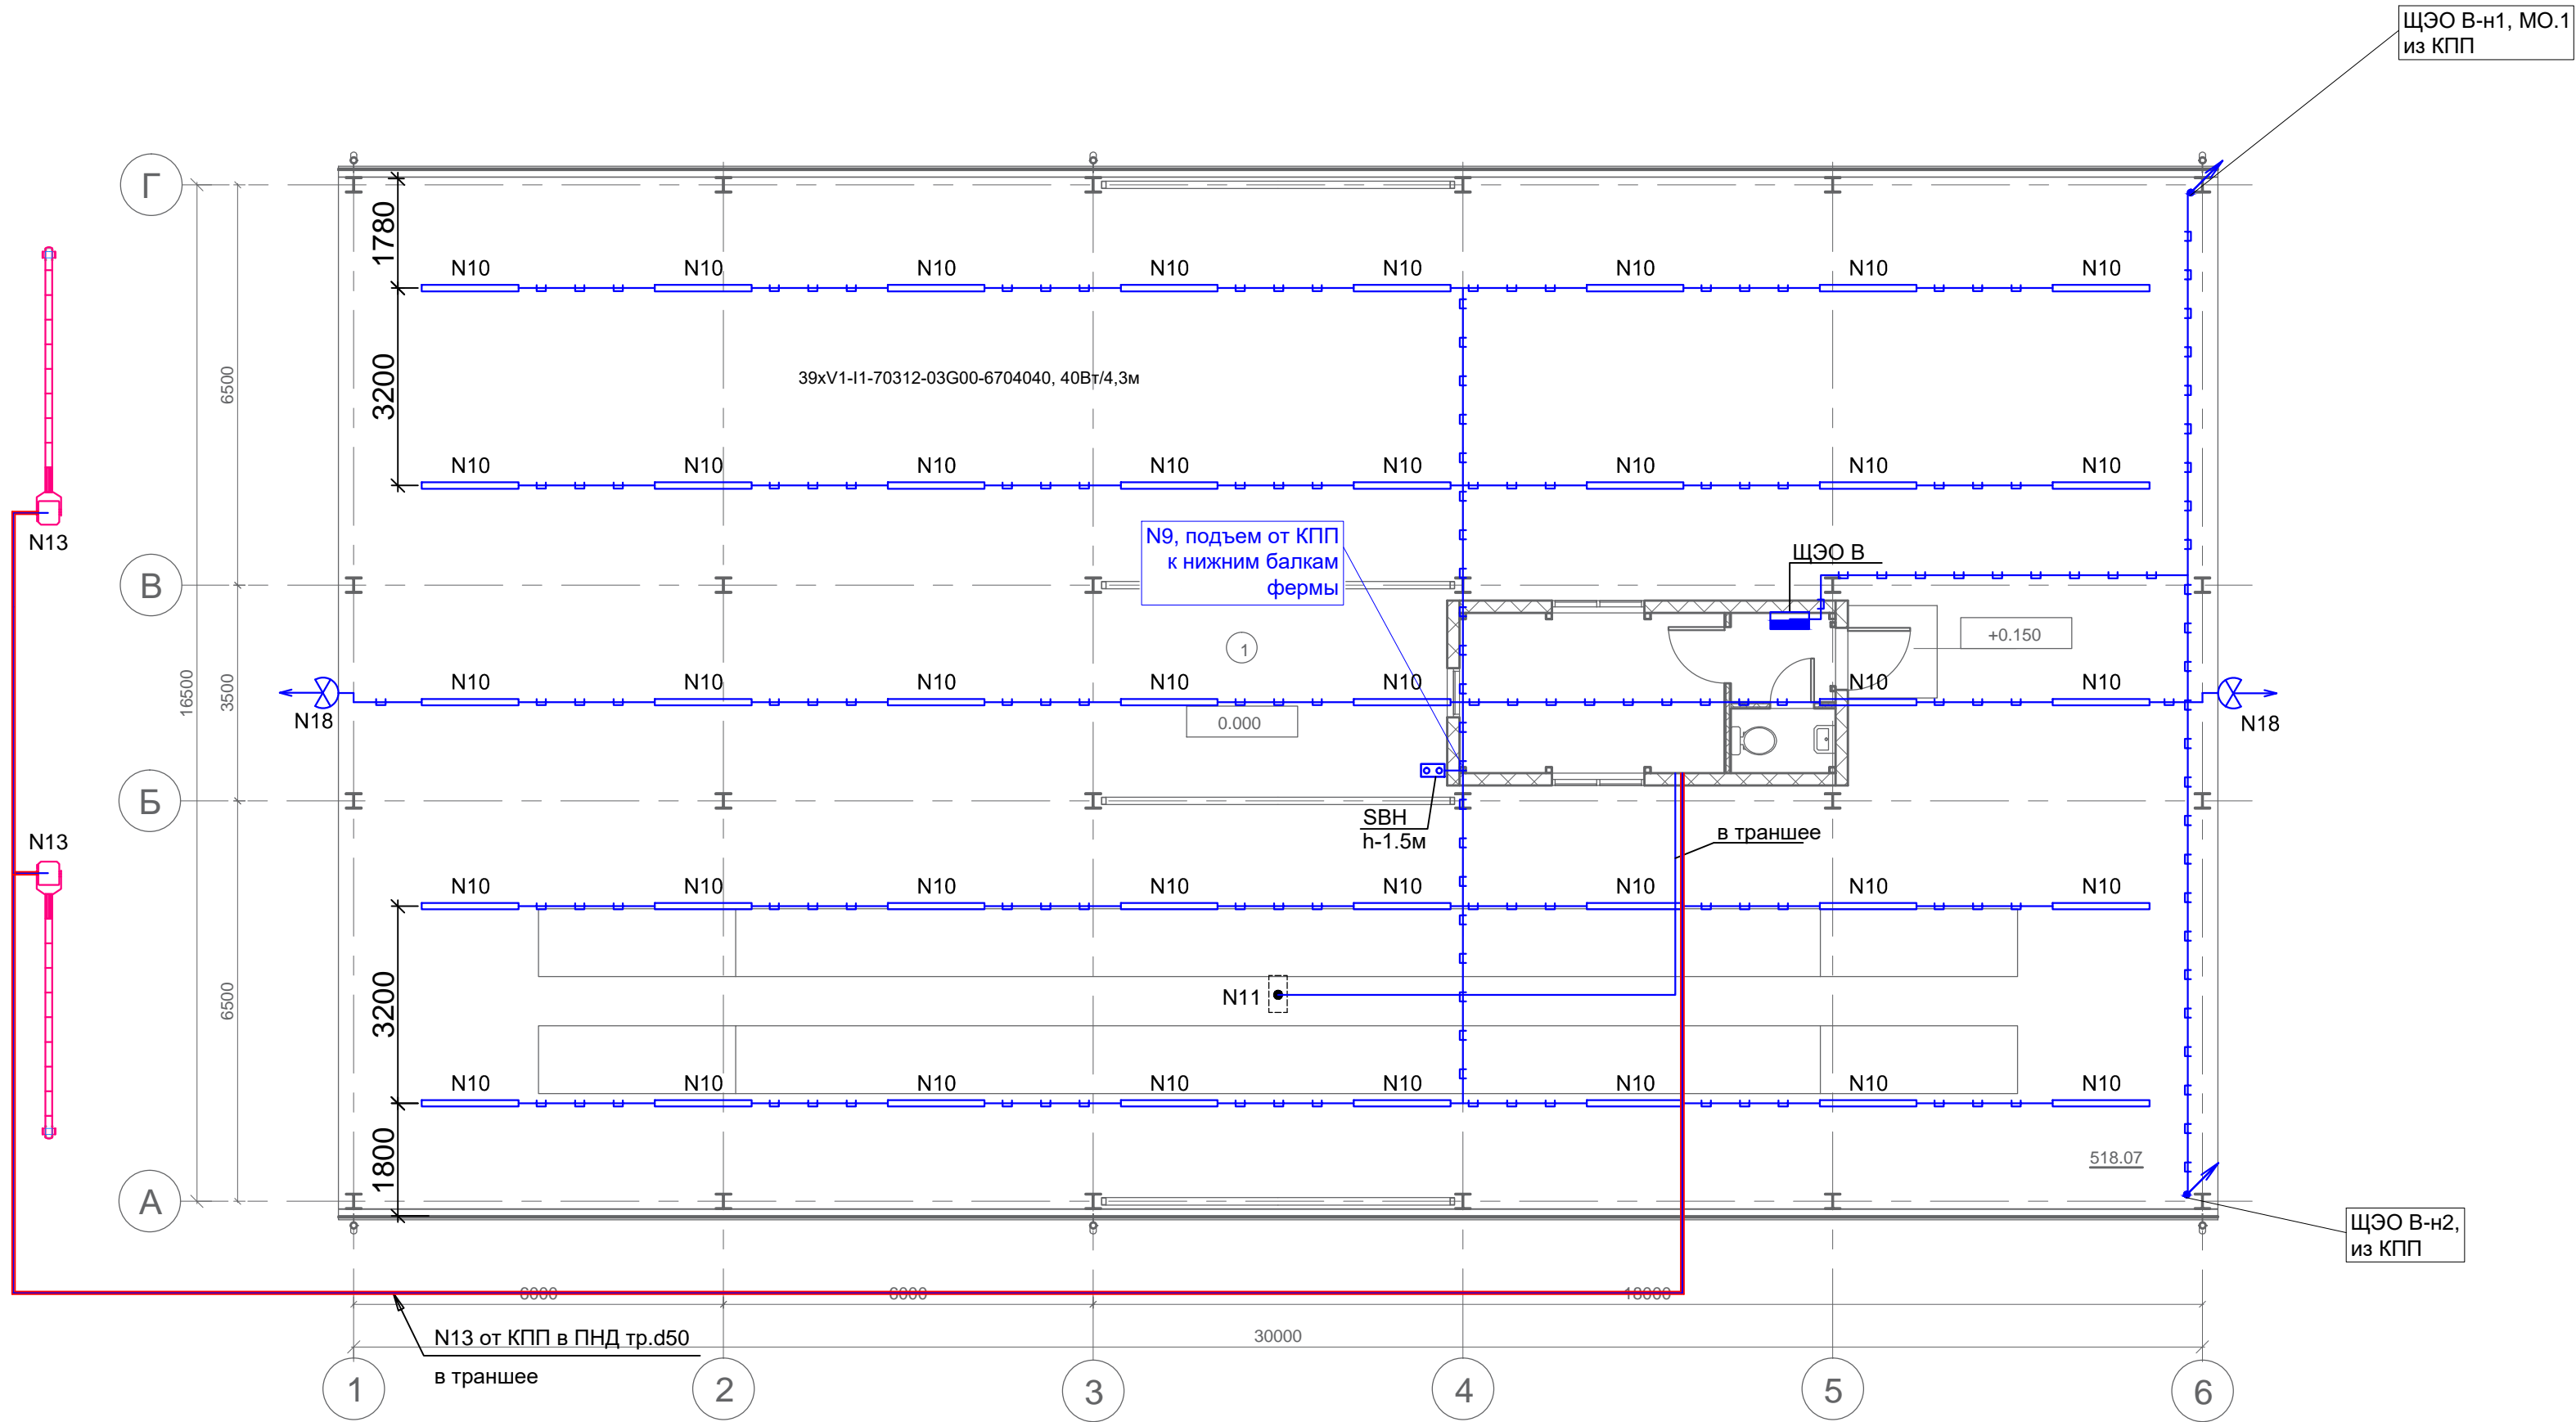 ЩЭО В-н1, МО.1
из КПП
Г
1780
N10 N10 N10 N10 N10 N10 N10 N10
6500
3200
39xV1-I1-70312-03G00-6704040, 40Вт/4,3м
N10 N10 N10 N10 N10 N10 N10 N10
N13
N9, подъем от КПП
к нижним балкам
фермы
ЩЭО В
В
1
+0.150
16500
3500
N10 N10 N10 N10 N10 N10 N10
N18
0.000
N18
Б
SBH
h-1.5м
в траншее
N13
N10 N10 N10 N10 N10 N10 N10 N10
6500
3200
N11
N10 N10 N10 N10 N10 N10 N10 N10
1800
518.07
А
ЩЭО В-н2,
из КПП
6000 6000 18000
N13 от КПП в ПНД тр.d50
30000
в траншее
1 2 3 4 5 6